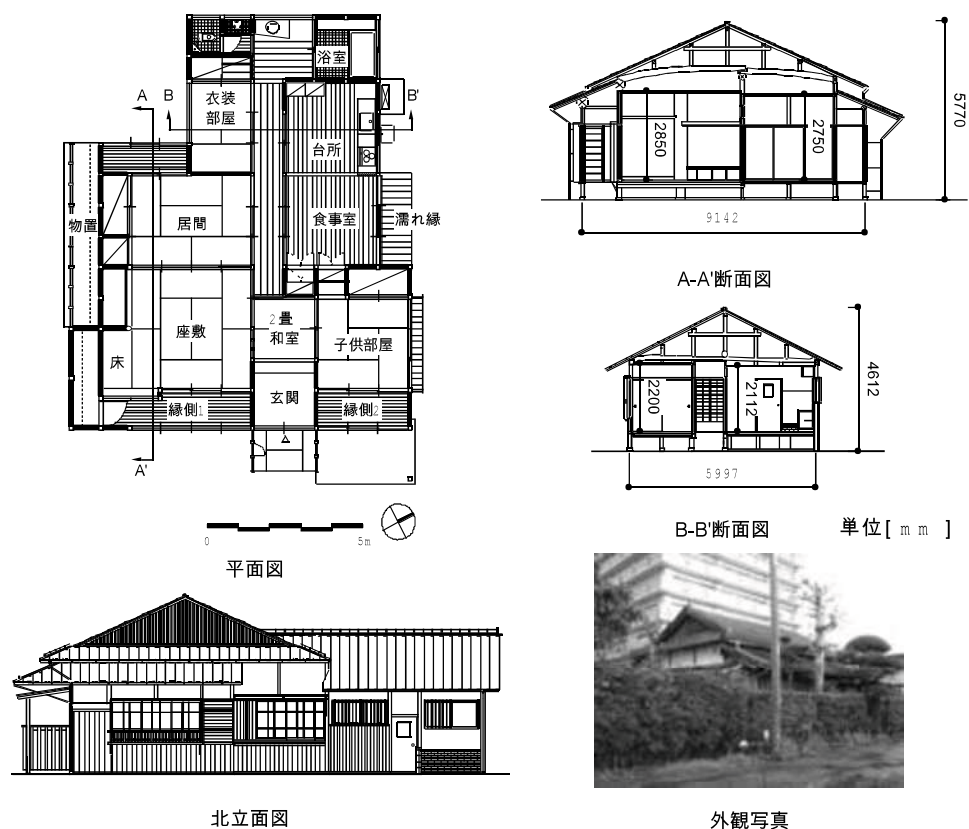 浴室
A
B
衣装
部屋
B'
台所
物置
居間
食事室
濡れ縁
座敷
2畳
和室
子供部屋
床
縁側1
玄関
縁側2
A'
0
5m
平面図
2850
2750
5770
9142
A-A'断面図
2200
2112
4612
5997
B-B'断面図
単位[mm]
北立面図
外観写真